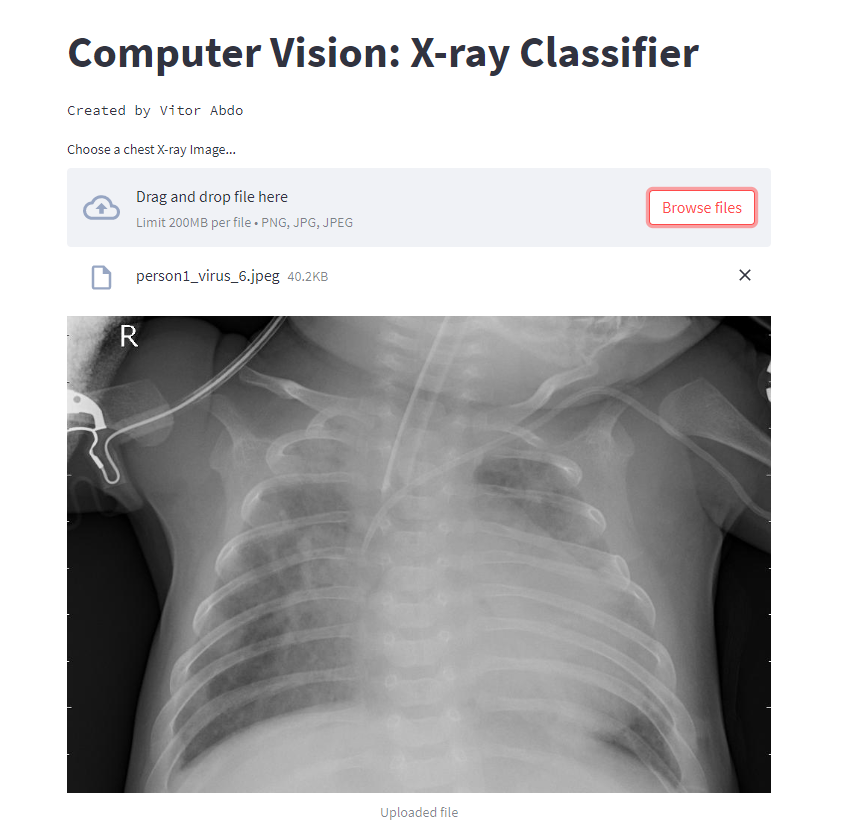 Computer Vision: X-ray Classifier
Created by Vitor Abdo
Choose a chest X-ray Image...
Drag and drop file here
Limit 200MB per file • PNG, JPG, JPEG
Browse files
person1_virus_6.jpeg 40.2KB
R
Uploaded file